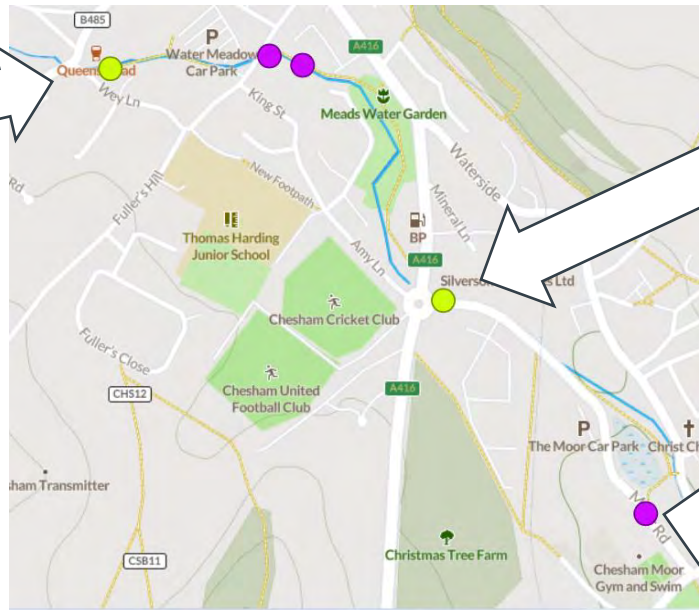 B485
P
Water Meadow
Car Park
A416
Wey Ln
King St
Meads Water Garden
Waterside
Mineral Ln
BP
Fuller's Hill
New Footpath
Rd
Thomas Harding
Junior School
Amy Ln
A416
Ltd
Chesham Cricket Club
Fuller's Close
Chesham United
Football Club
A416
CHS12
P
The Moor Car Park
Christ
Rd
Transmitter
Christmas Tree Farm
CSB11
Chesham Moor
Gym and Swim